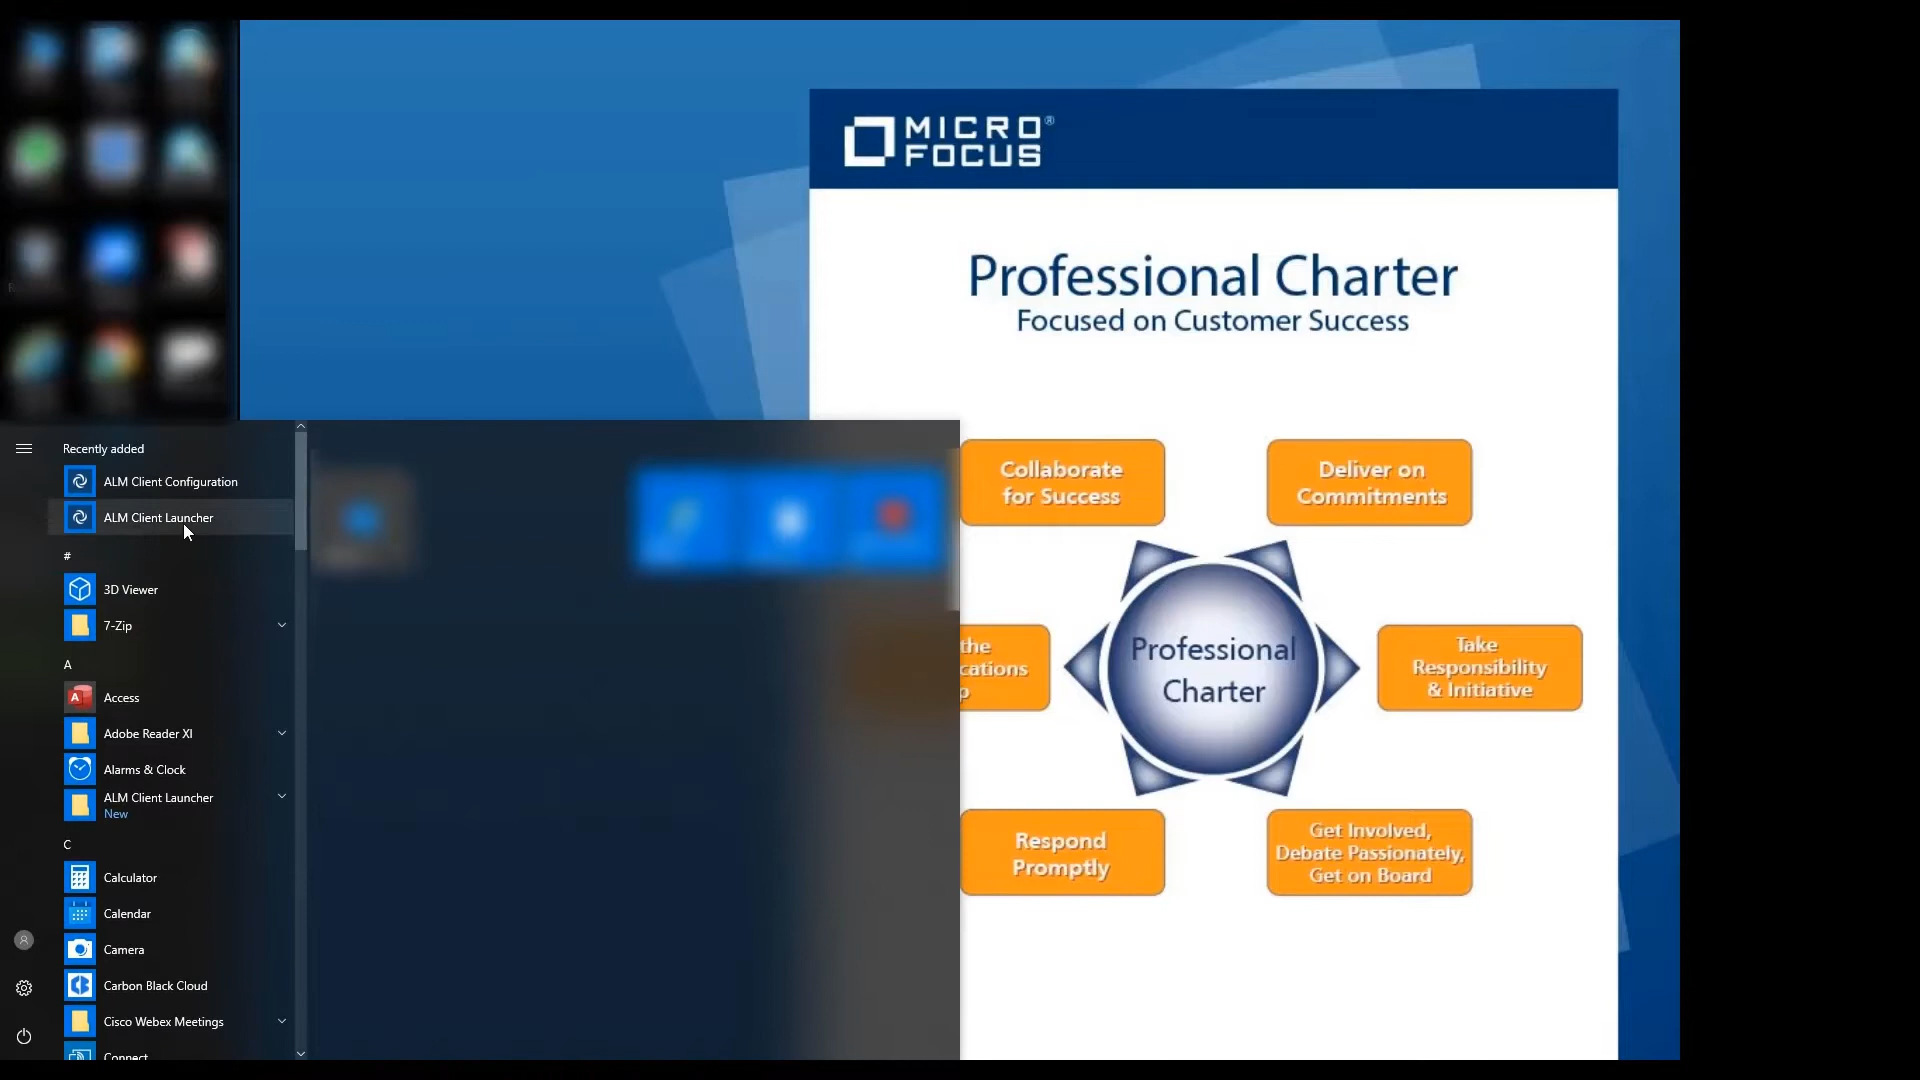 MICRO®
FOCUS
Professional Charter
Focused on Customer Success
Collaborate
for Success
Deliver on
Commitments
the
cations
p
Professional
Charter
Take
Responsibility
& Initiative
Respond
Promptly
Get Involved,
Debate Passionately,
Get on Board
Recently added
ALM Client Configuration
ALM Client Launcher
#
3D Viewer
7-Zip
A
Access
Adobe Reader XI
Alarms & Clock
ALM Client Launcher
New
C
Calculator
Calendar
Camera
Carbon Black Cloud
Cisco Webex Meetings
Connect